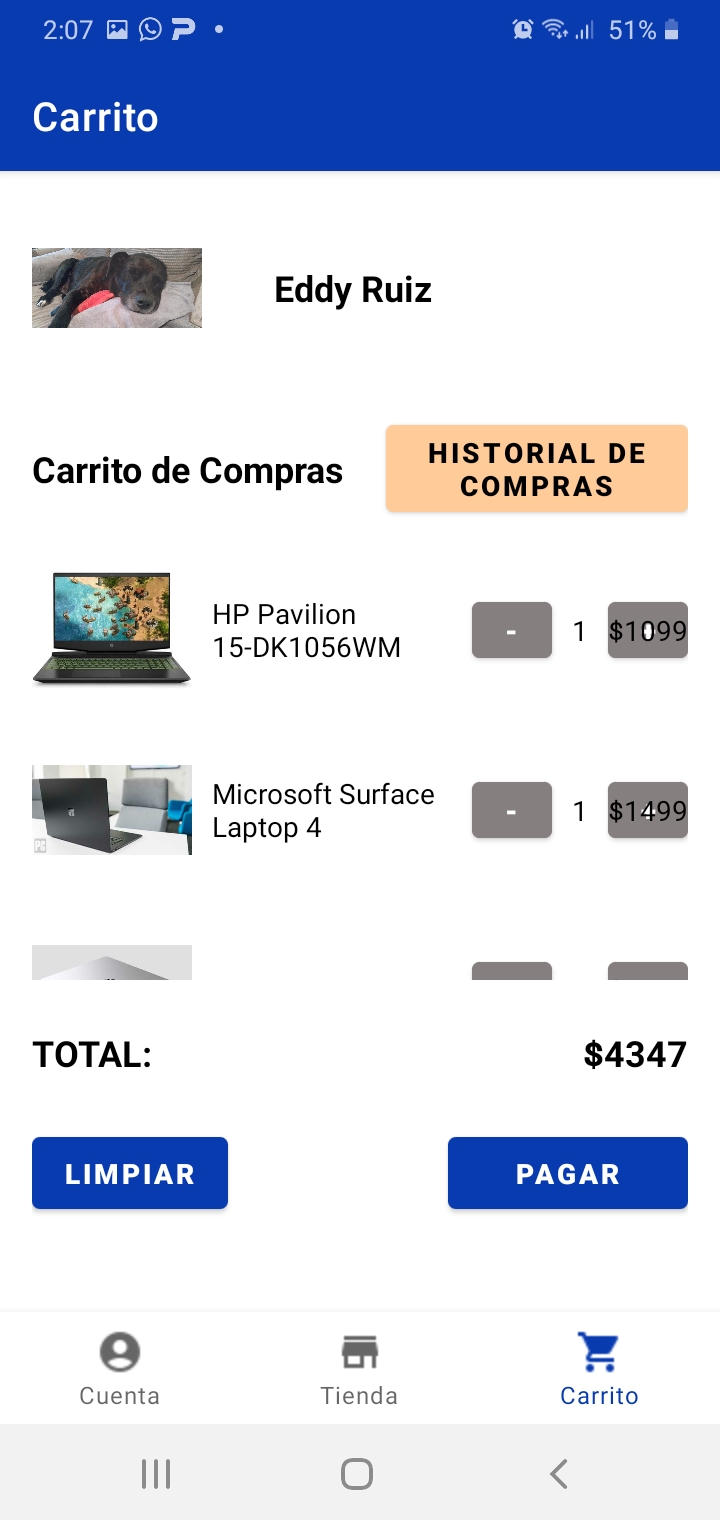 2:07
51%
Carrito
Eddy Ruiz
Carrito de Compras
HISTORIAL DE
COMPRAS
HP Pavilion
15-DK1056WM
- 1 + $1099
Microsoft Surface
Laptop 4
- 1 + $1499
TOTAL: $4347
LIMPIAR PAGAR
Cuenta Tienda Carrito